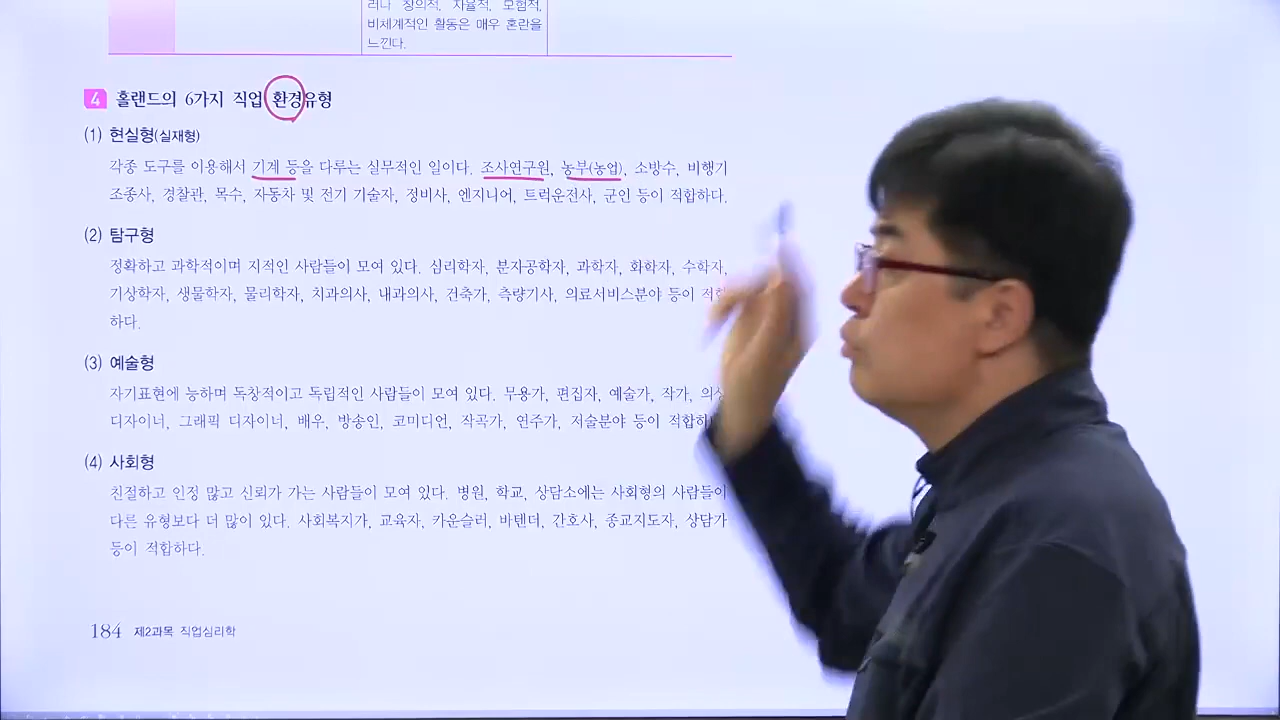 러나 창의적, 자율적, 모험적,
비체계적인 활동은 매우 혼란을
느낀다.
4 홀랜드의 6가지 직업 환경유형
(1) 현실형(실재형)
각종 도구를 이용해서 기계 등을 다루는 실무적인 일이다. 조사연구원, 농부(농업), 소방수, 비행기
조종사, 경찰관, 목수, 자동차 및 전기 기술자, 정비사, 엔지니어, 트럭운전사, 군인 등이 적합하다.
(2) 탐구형
정확하고 과학적이며 지적인 사람들이 모여 있다. 심리학자, 분자공학자, 과학자, 화학자, 수학자,
기상학자, 생물학자, 물리학자, 치과의사, 내과의사, 건축가, 측량기사, 의료서비스분야 등이 적합
하다.
(3) 예술형
자기표현에 능하며 독창적이고 독립적인 사람들이 모여 있다. 무용가, 편집자, 예술가, 작가, 의상
디자이너, 그래픽 디자이너, 배우, 방송인, 코미디언, 작곡가, 연주가, 저술분야 등이
(4) 사회형
친절하고 인정 많고 신뢰가 가는 사람들이 모여 있다. 병원, 학교, 상담소에는 사회형의 사람들이
다른 유형보다 더 많이 있다. 사회복지가, 교육자, 카운슬러, 바텐더, 간호사, 종교지도자, 상담가
등이 적합하다.
184 제2과목 직업심리학